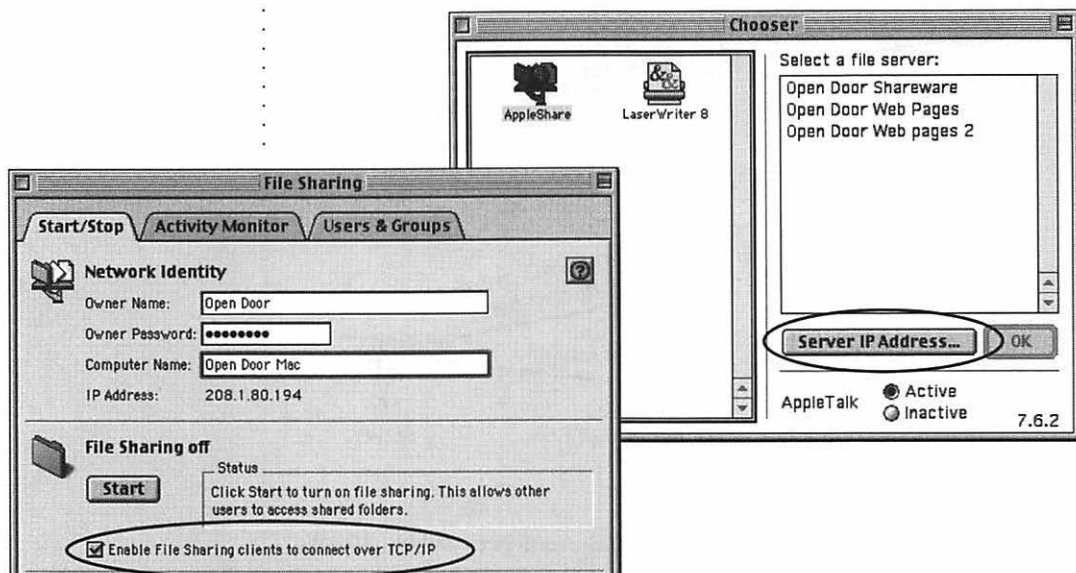 Chooser
AppleShare
LaserWriter 8
Select a file server:
Open Door Shareware
Open Door Web Pages
Open Door Web pages 2
Server IP Address...
OK
AppleTalk
Active
Inactive
7.6.2
File Sharing
Start/Stop
Activity Monitor
Users & Groups
Network Identity
?
Owner Name: Open Door
Owner Password: ••••••••
Computer Name: Open Door Mac
IP Address: 208.1.80.194
File Sharing off
Start
Status
Click Start to turn on file sharing. This allows other
users to access shared folders.
Enable File Sharing clients to connect over TCP/IP